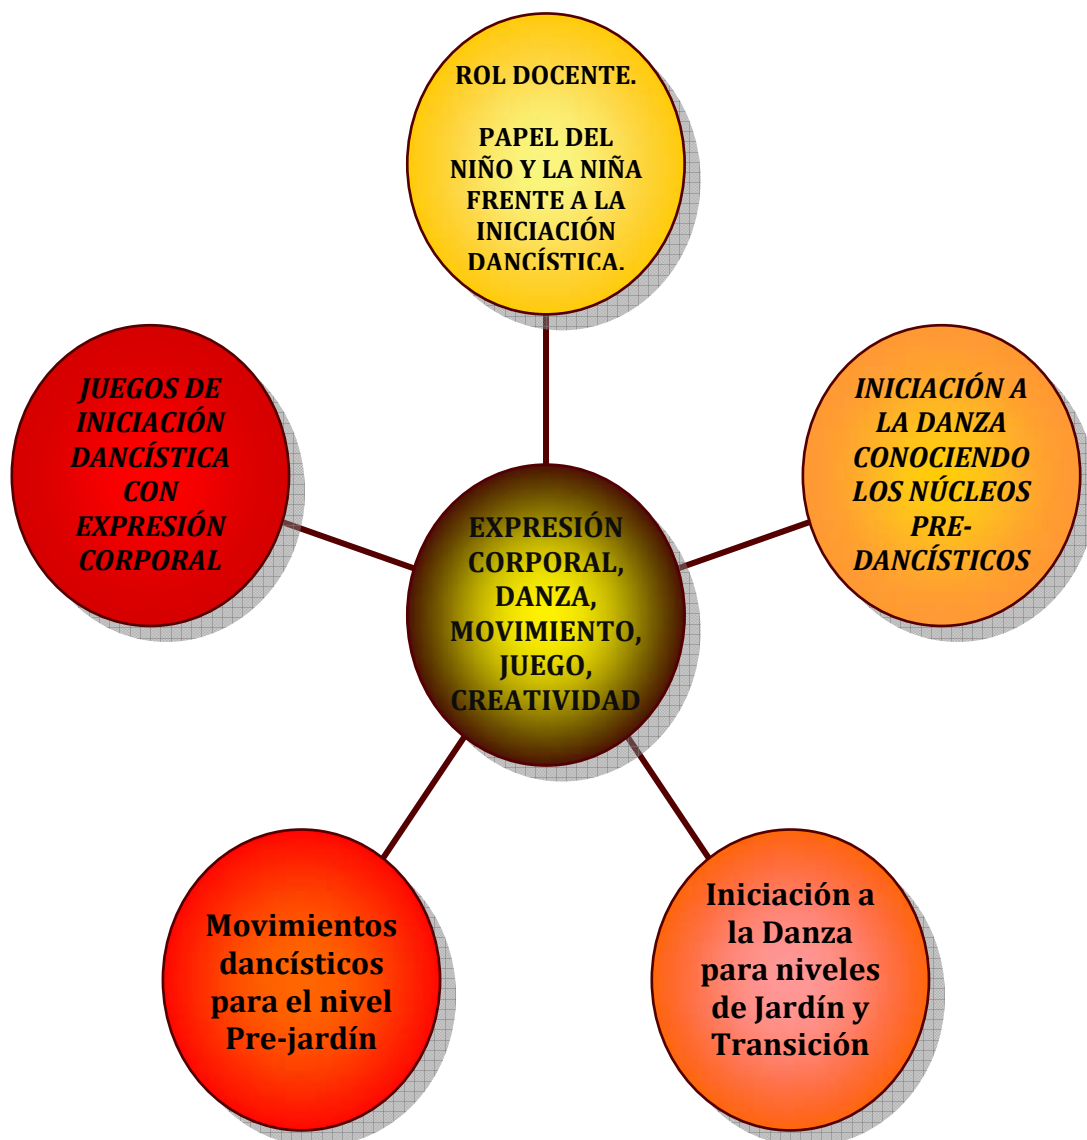 ROL DOCENTE.
PAPEL DEL
NIÑO Y LA NIÑA
FRENTE A LA
INICIACIÓN
DANCÍSTICA.
JUEGOS DE
INICIACIÓN
DANCÍSTICA
CON
EXPRESIÓN
CORPORAL
INICIACIÓN A
LA DANZA
CONOCIENDO
LOS NÚCLEOS
PRE-
DANCÍSTICOS
EXPRESIÓN
CORPORAL,
DANZA,
MOVIMIENTO,
JUEGO,
CREATIVIDAD
Movimientos
dancísticos
para el nivel
Pre-jardín
Iniciación a
la Danza
para niveles
de Jardín y
Transición